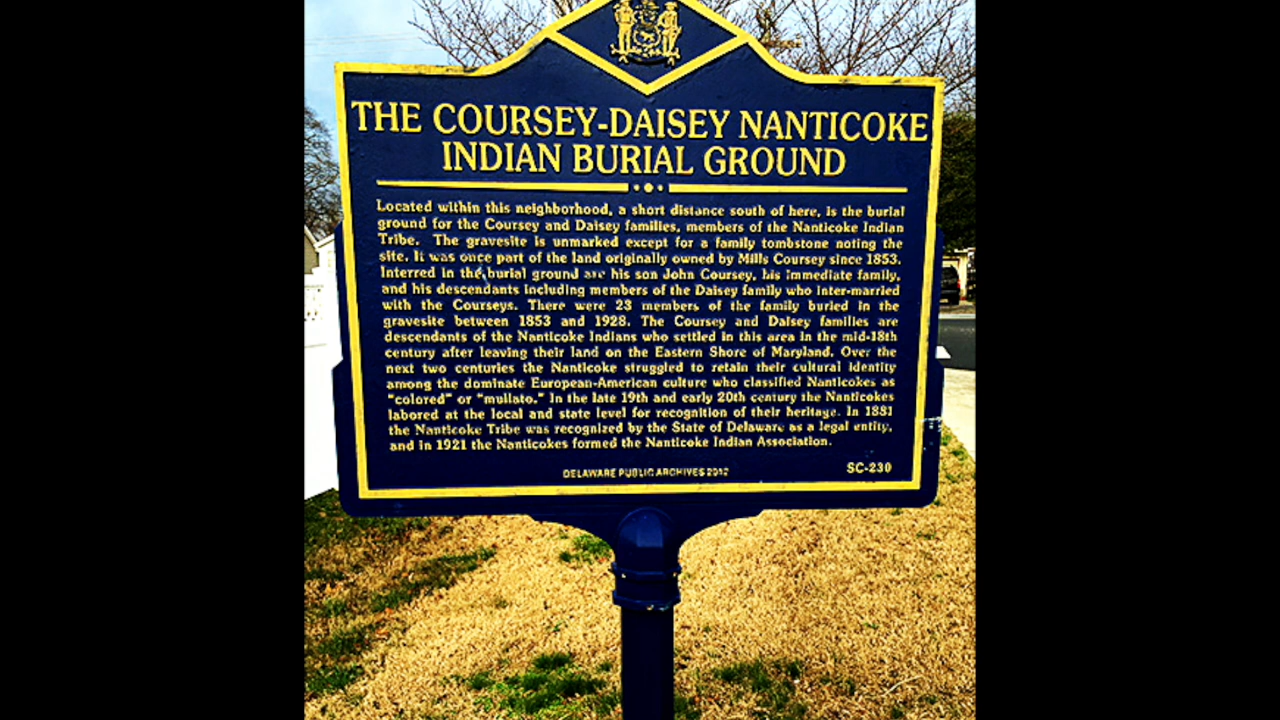 THE COURSEY-DAISEY NANTICOKE
INDIAN BURIAL GROUND
Located within this neighborhood, a short distance south of here, is the burial
ground for the Coursey and Daisey families, members of the Nanticoke Indian
Tribe. The gravesite is unmarked except for a family tombstone noting the
site. It was once part of the land originally owned by Mills Coursey since 1853.
Interred in the burial ground are his son John Coursey, his immediate family,
and his descendants including members of the Daisey family who inter-married
with the Courseys. There were 23 members of the family buried in the
gravesite between 1853 and 1928. The Coursey and Daisey families are
descendants of the Nanticoke Indians who settled in this area in the mid-18th
century after leaving their land on the Eastern Shore of Maryland. Over the
next two centuries the Nanticoke struggled to retain their cultural identity
among the dominate European-American culture who classified Nanticokes as
"colored" or "mullato." In the late 19th and early 20th century the Nanticokes
labored at the local and state level for recognition of their heritage. In 1881
the Nanticoke Tribe was recognized by the State of Delaware as a legal entity,
and in 1921 the Nanticokes formed the Nanticoke Indian Association.
DELAWARE PUBLIC ARCHIVES 2012
SC-230